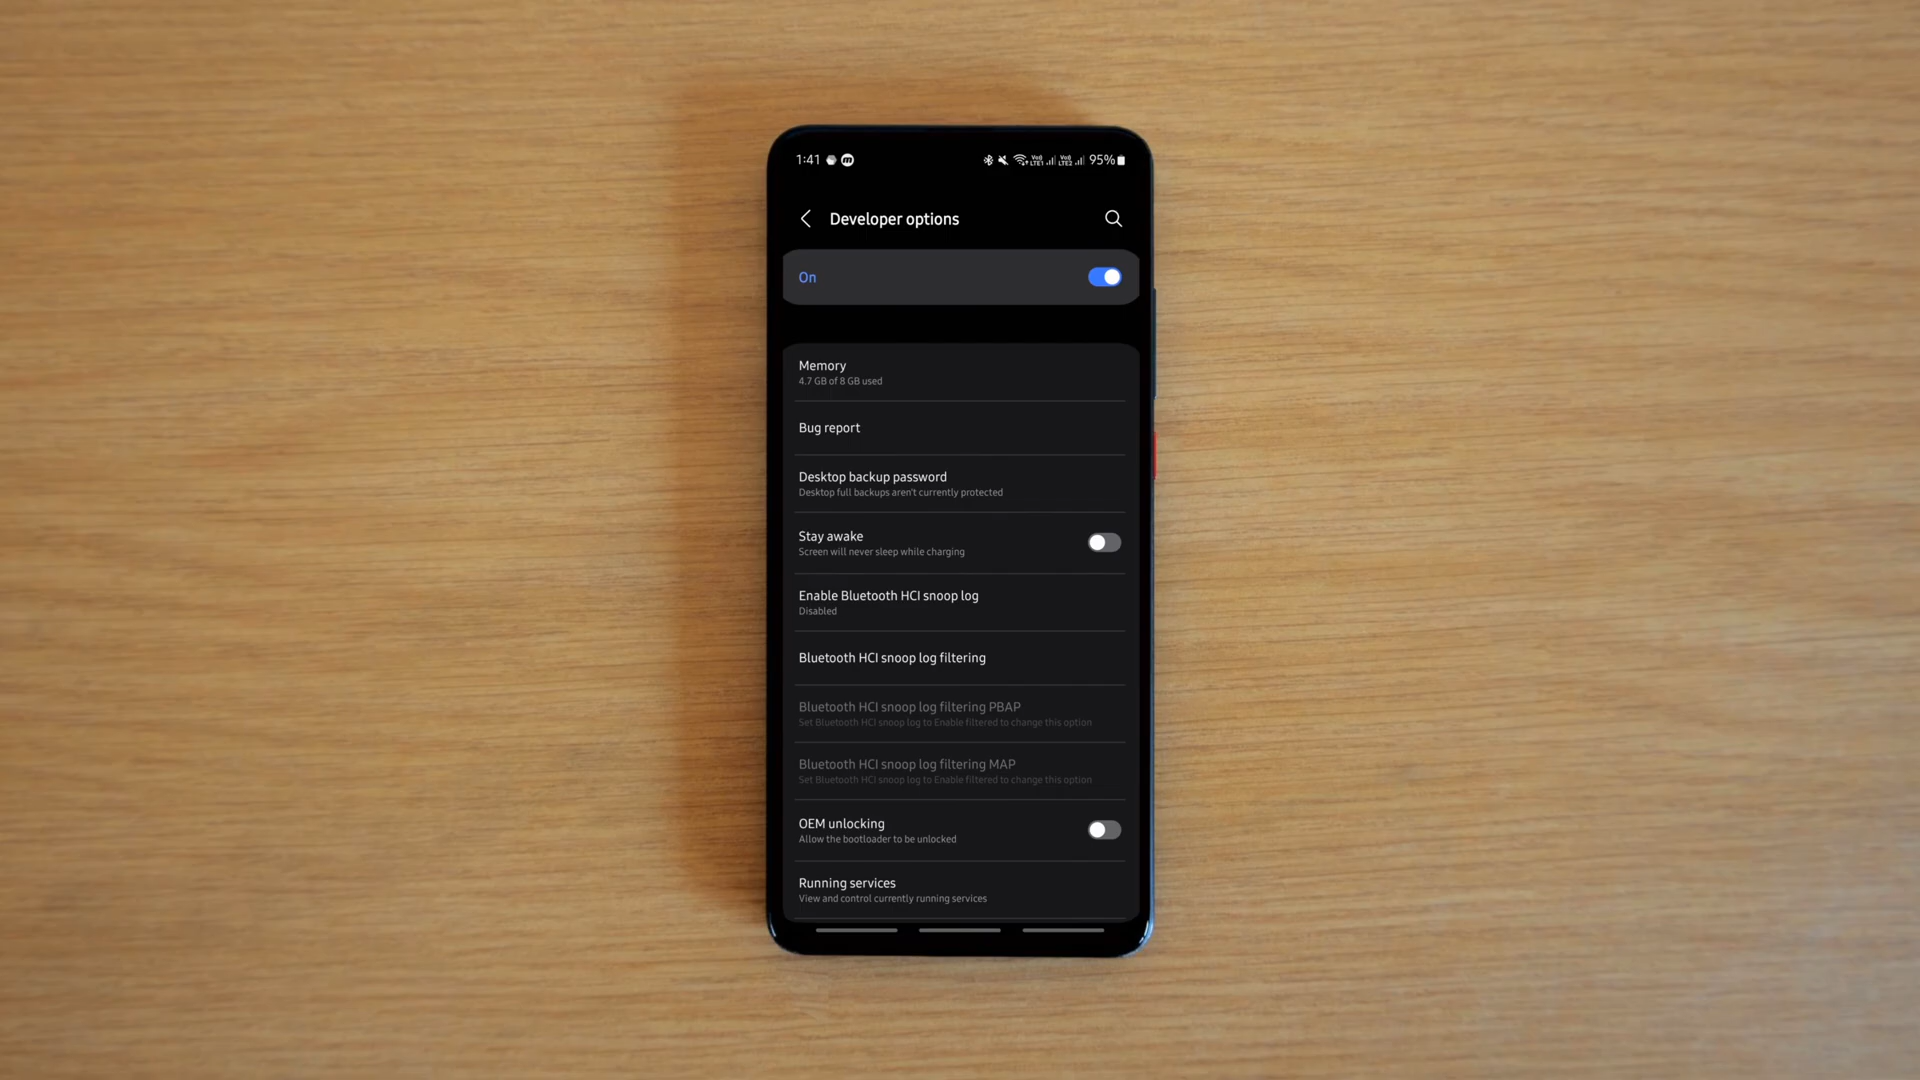 1:41 95%
Developer options
On
Memory
4.7 GB of 8 GB used
Bug report
Desktop backup password
Desktop full backups aren't currently protected
Stay awake
Screen will never sleep while charging
Enable Bluetooth HCI snoop log
Disabled
Bluetooth HCI snoop log filtering
Bluetooth HCI snoop log filtering PBAP
Set Bluetooth HCI snoop log to Enable filtered to change this option
Bluetooth HCI snoop log filtering MAP
Set Bluetooth HCI snoop log to Enable filtered to change this option
OEM unlocking
Allow the bootloader to be unlocked
Running services
View and control currently running services